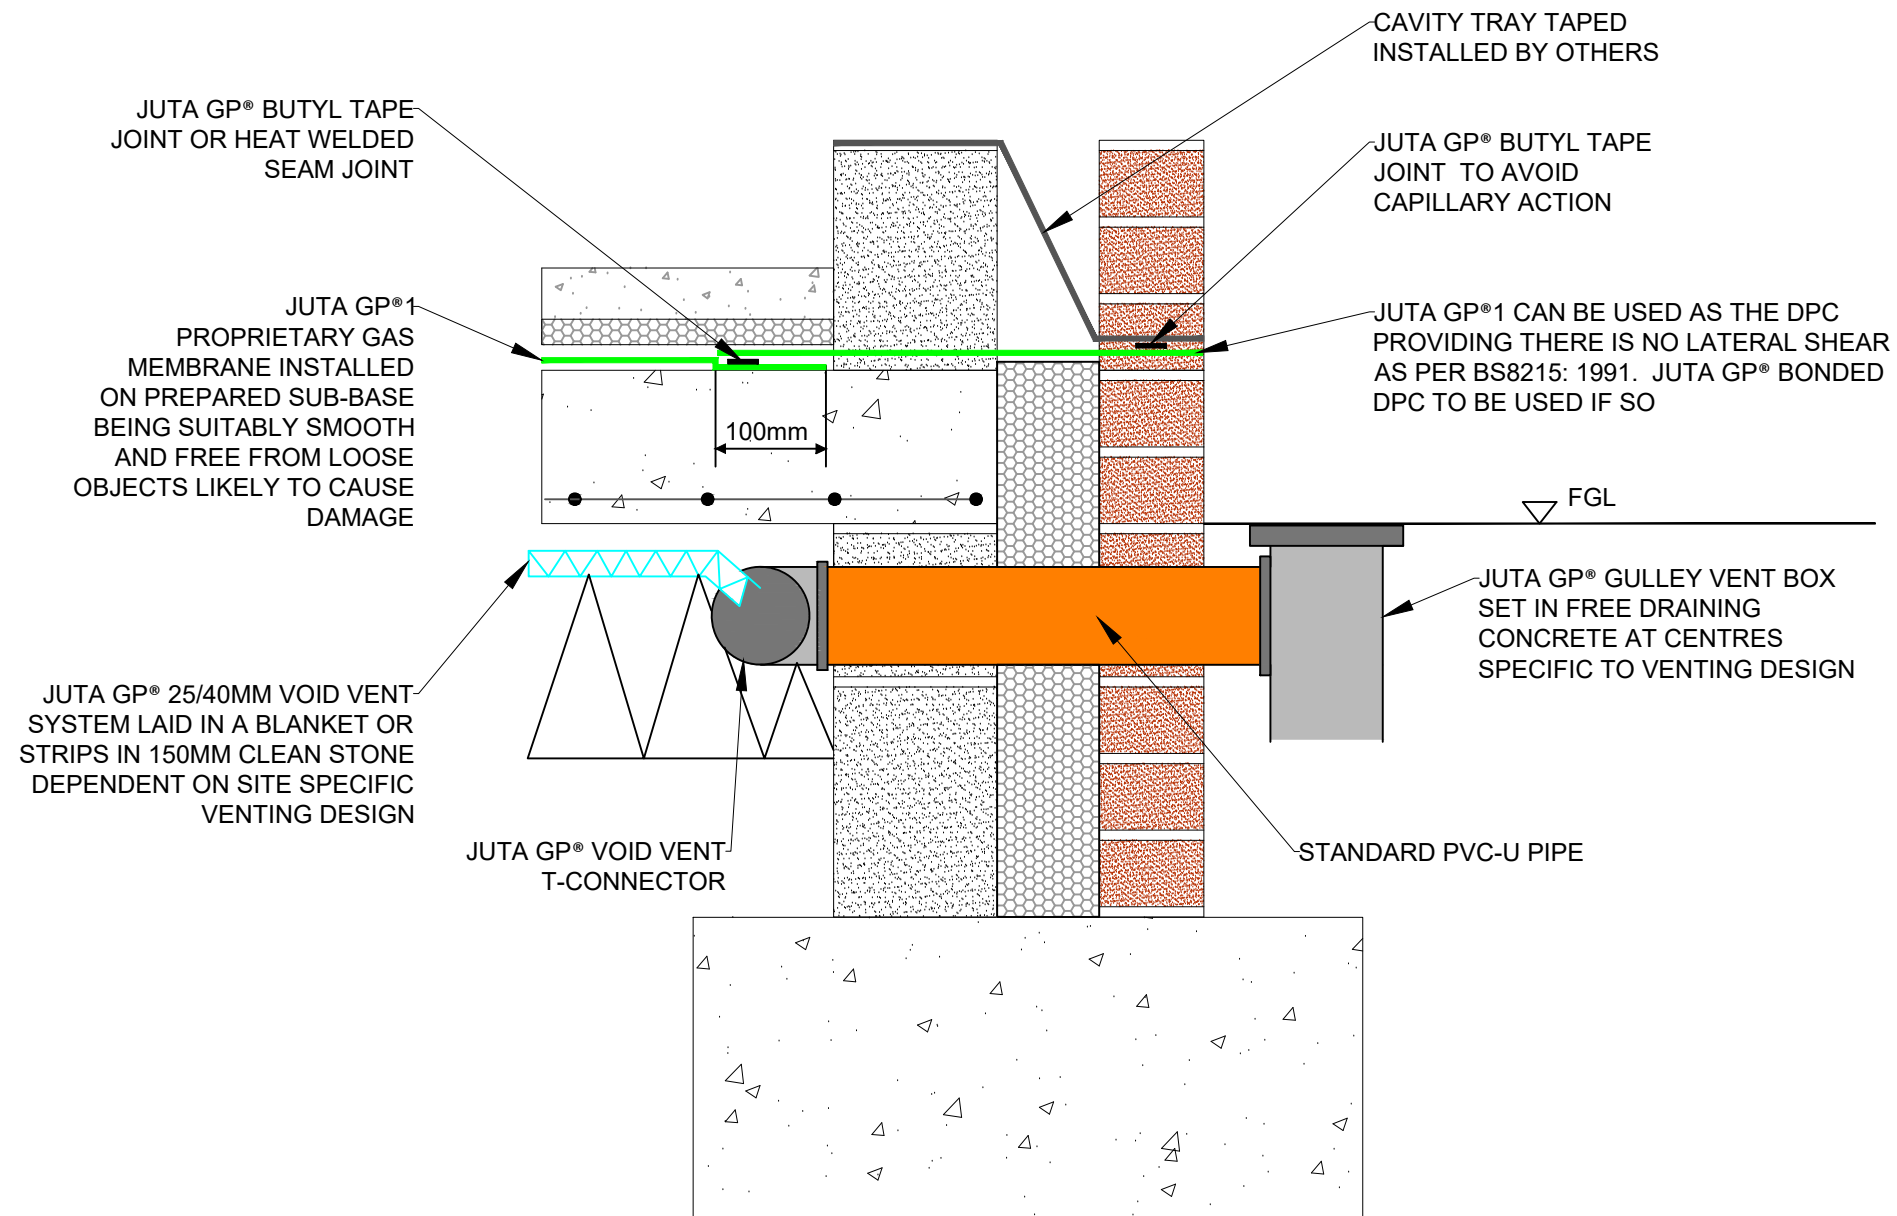 CAVITY TRAY TAPED
INSTALLED BY OTHERS
JUTA GP® BUTYL TAPE
JOINT OR HEAT WELDED
SEAM JOINT
JUTA GP® BUTYL TAPE
JOINT TO AVOID
CAPILLARY ACTION
JUTA GP®1
PROPRIETARY GAS
MEMBRANE INSTALLED
ON PREPARED SUB-BASE
BEING SUITABLY SMOOTH
AND FREE FROM LOOSE
OBJECTS LIKELY TO CAUSE
DAMAGE
JUTA GP®1 CAN BE USED AS THE DPC
PROVIDING THERE IS NO LATERAL SHEAR
AS PER BS8215: 1991. JUTA GP® BONDED
DPC TO BE USED IF SO
100mm
FGL
JUTA GP® GULLEY VENT BOX
SET IN FREE DRAINING
CONCRETE AT CENTRES
SPECIFIC TO VENTING DESIGN
JUTA GP® 25/40MM VOID VENT
SYSTEM LAID IN A BLANKET OR
STRIPS IN 150MM CLEAN STONE
DEPENDENT ON SITE SPECIFIC
VENTING DESIGN
JUTA GP® VOID VENT
T-CONNECTOR
STANDARD PVC-U PIPE